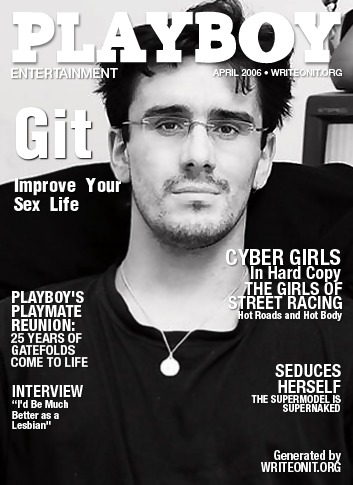 PLAYBOY
ENTERTAINMENT
APRIL 2006 • WRITEONIT.ORG
Git
Improve Your
Sex Life
CYBER GIRLS
In Hard Copy
THE GIRLS OF
STREET RACING
Hot Roads and Hot Body
PLAYBOY'S
PLAYMATE
REUNION:
25 YEARS OF
GATEFOLDS
COME TO LIFE
INTERVIEW
“I'd Be Much
Better as a
Lesbian"
SEDUCES
HERSELF
THE SUPERMODEL IS
SUPERNAKED
Generated by
WRITEONIT.ORG